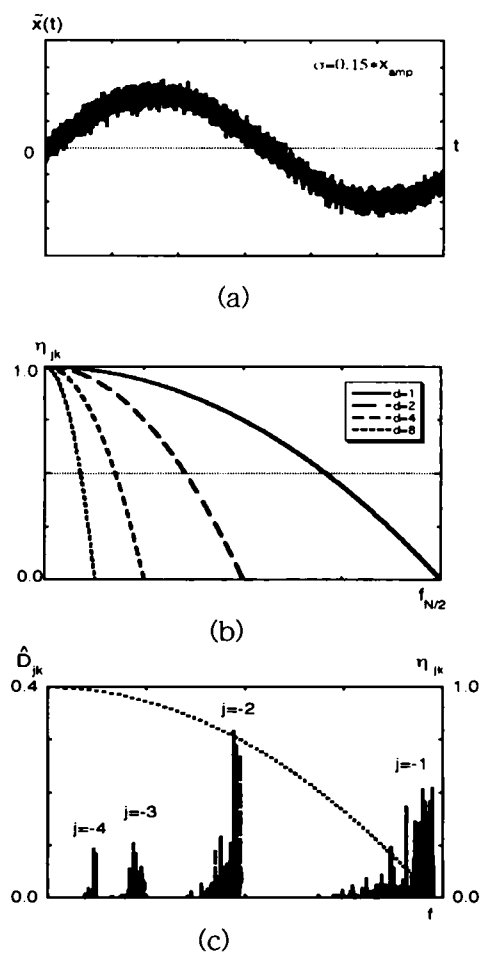 x̃(t)
σ=0.15*x_amp
0
t
(a)
η_jk
1.0
d=1
d=2
d=4
d=8
0.0
f_N/2
(b)
D̂_jk
η_jk
0.4
1.0
j=-2
j=-1
j=-3
j=-4
0.0
0.0
f
(c)